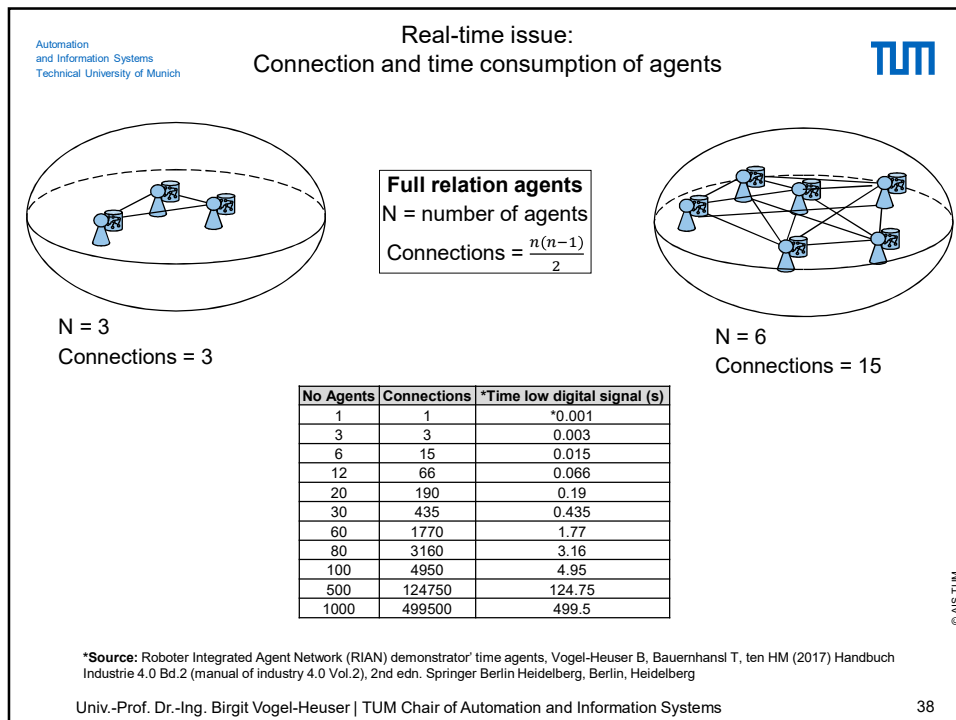 Automation
and Information Systems
Technical University of Munich
Real-time issue:
Connection and time consumption of agents
TUM
Full relation agents
N = number of agents
Connections = n(n−1)/2
N = 3
Connections = 3
N = 6
Connections = 15
No Agents Connections *Time low digital signal (s)
1 1 *0.001
3 3 0.003
6 15 0.015
12 66 0.066
20 190 0.19
30 435 0.435
60 1770 1.77
80 3160 3.16
100 4950 4.95
500 124750 124.75
1000 499500 499.5
© AIS TUM
*Source: Roboter Integrated Agent Network (RIAN) demonstrator' time agents, Vogel-Heuser B, Bauernhansl T, ten HM (2017) Handbuch
Industrie 4.0 Bd.2 (manual of industry 4.0 Vol.2), 2nd edn. Springer Berlin Heidelberg, Berlin, Heidelberg
Univ.-Prof. Dr.-Ing. Birgit Vogel-Heuser | TUM Chair of Automation and Information Systems 38